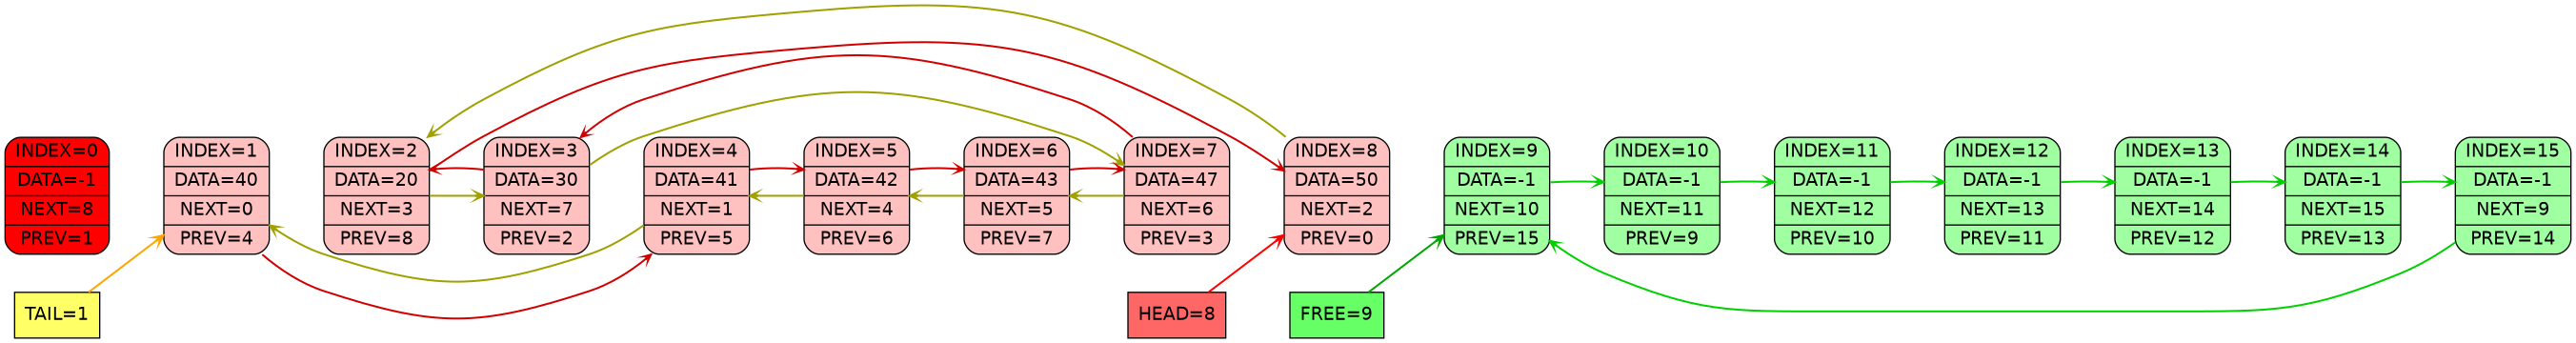 INDEX=0
DATA=-1
NEXT=8
PREV=1
INDEX=1
DATA=40
NEXT=0
PREV=4
INDEX=2
DATA=20
NEXT=3
PREV=8
INDEX=3
DATA=30
NEXT=7
PREV=2
INDEX=4
DATA=41
NEXT=1
PREV=5
INDEX=5
DATA=42
NEXT=4
PREV=6
INDEX=6
DATA=43
NEXT=5
PREV=7
INDEX=7
DATA=47
NEXT=6
PREV=3
INDEX=8
DATA=50
NEXT=2
PREV=0
INDEX=9
DATA=-1
NEXT=10
PREV=15
INDEX=10
DATA=-1
NEXT=11
PREV=9
INDEX=11
DATA=-1
NEXT=12
PREV=10
INDEX=12
DATA=-1
NEXT=13
PREV=11
INDEX=13
DATA=-1
NEXT=14
PREV=12
INDEX=14
DATA=-1
NEXT=15
PREV=13
INDEX=15
DATA=-1
NEXT=9
PREV=14
TAIL=1
HEAD=8
FREE=9